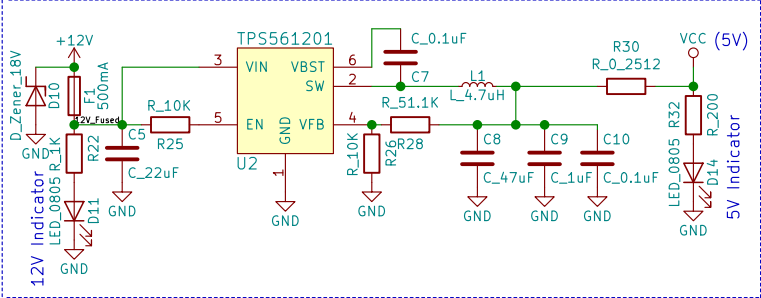 +12V
D_Zener_18V
D10
F1
500mA
12V_Fused
GND
R_1K
R22
12V Indicator
LED_0805
D11
GND
C5
C_22uF
GND
R_10K
R25
TPS561201
3
VIN
5
EN
GND
VBST
6
SW
2
VFB
4
U2
1
GND
C_0.1uF
C7
L1
L_4.7uH
R_51.1K
R28
R_10K
R26
GND
C8
C_47uF
GND
C9
C_1uF
GND
C10
C_0.1uF
GND
R30
R_0_2512
VCC
(5V)
R32
R_200
LED_0805
D14
GND
5V Indicator